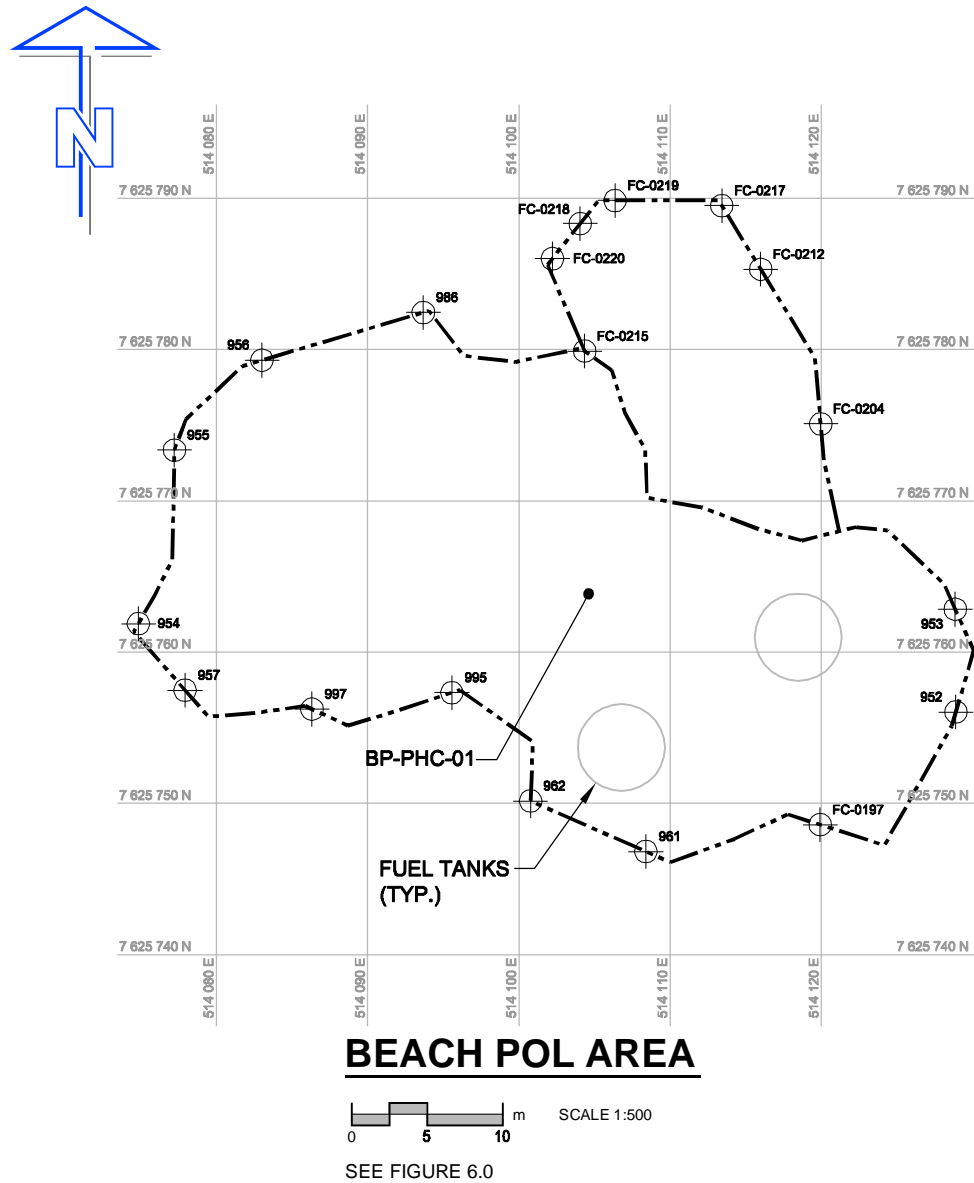 N
514 080 E
514 090 E
514 100 E
514 110 E
514 120 E
7 625 790 N
7 625 790 N
FC-0219
FC-0217
FC-0218
FC-0220
FC-0212
986
956
FC-0215
7 625 780 N
7 625 780 N
FC-0204
955
7 625 770 N
7 625 770 N
954
953
7 625 760 N
7 625 760 N
957
997
995
952
BP-PHC-01
962
7 625 750 N
7 625 750 N
FC-0197
961
FUEL TANKS
(TYP.)
7 625 740 N
7 625 740 N
514 080 E
514 090 E
514 100 E
514 110 E
514 120 E
BEACH POL AREA
m
SCALE 1:500
0
5
10
SEE FIGURE 6.0